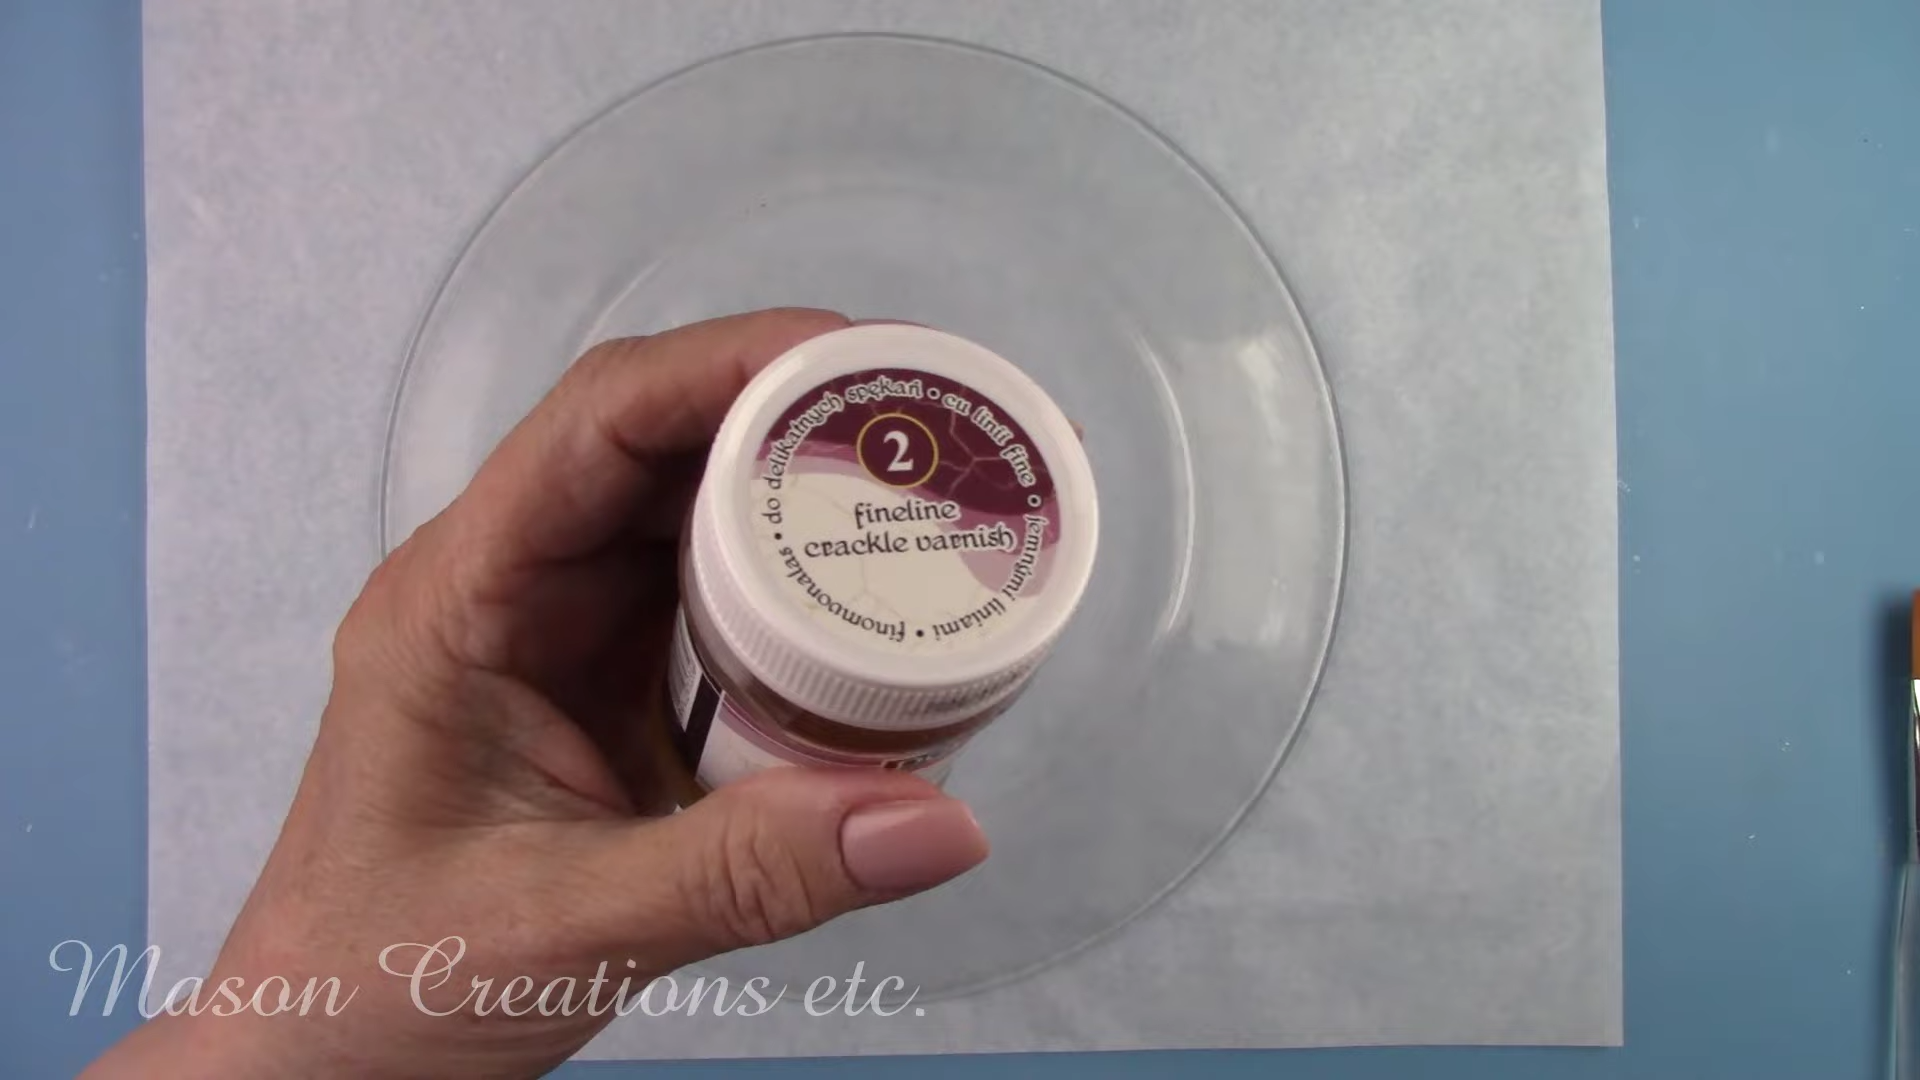 do delikatnych spękań • cu linii fine • jemnými liniami • finomvonalas •
2
fineline
crackle varnish
Mason Creations etc.